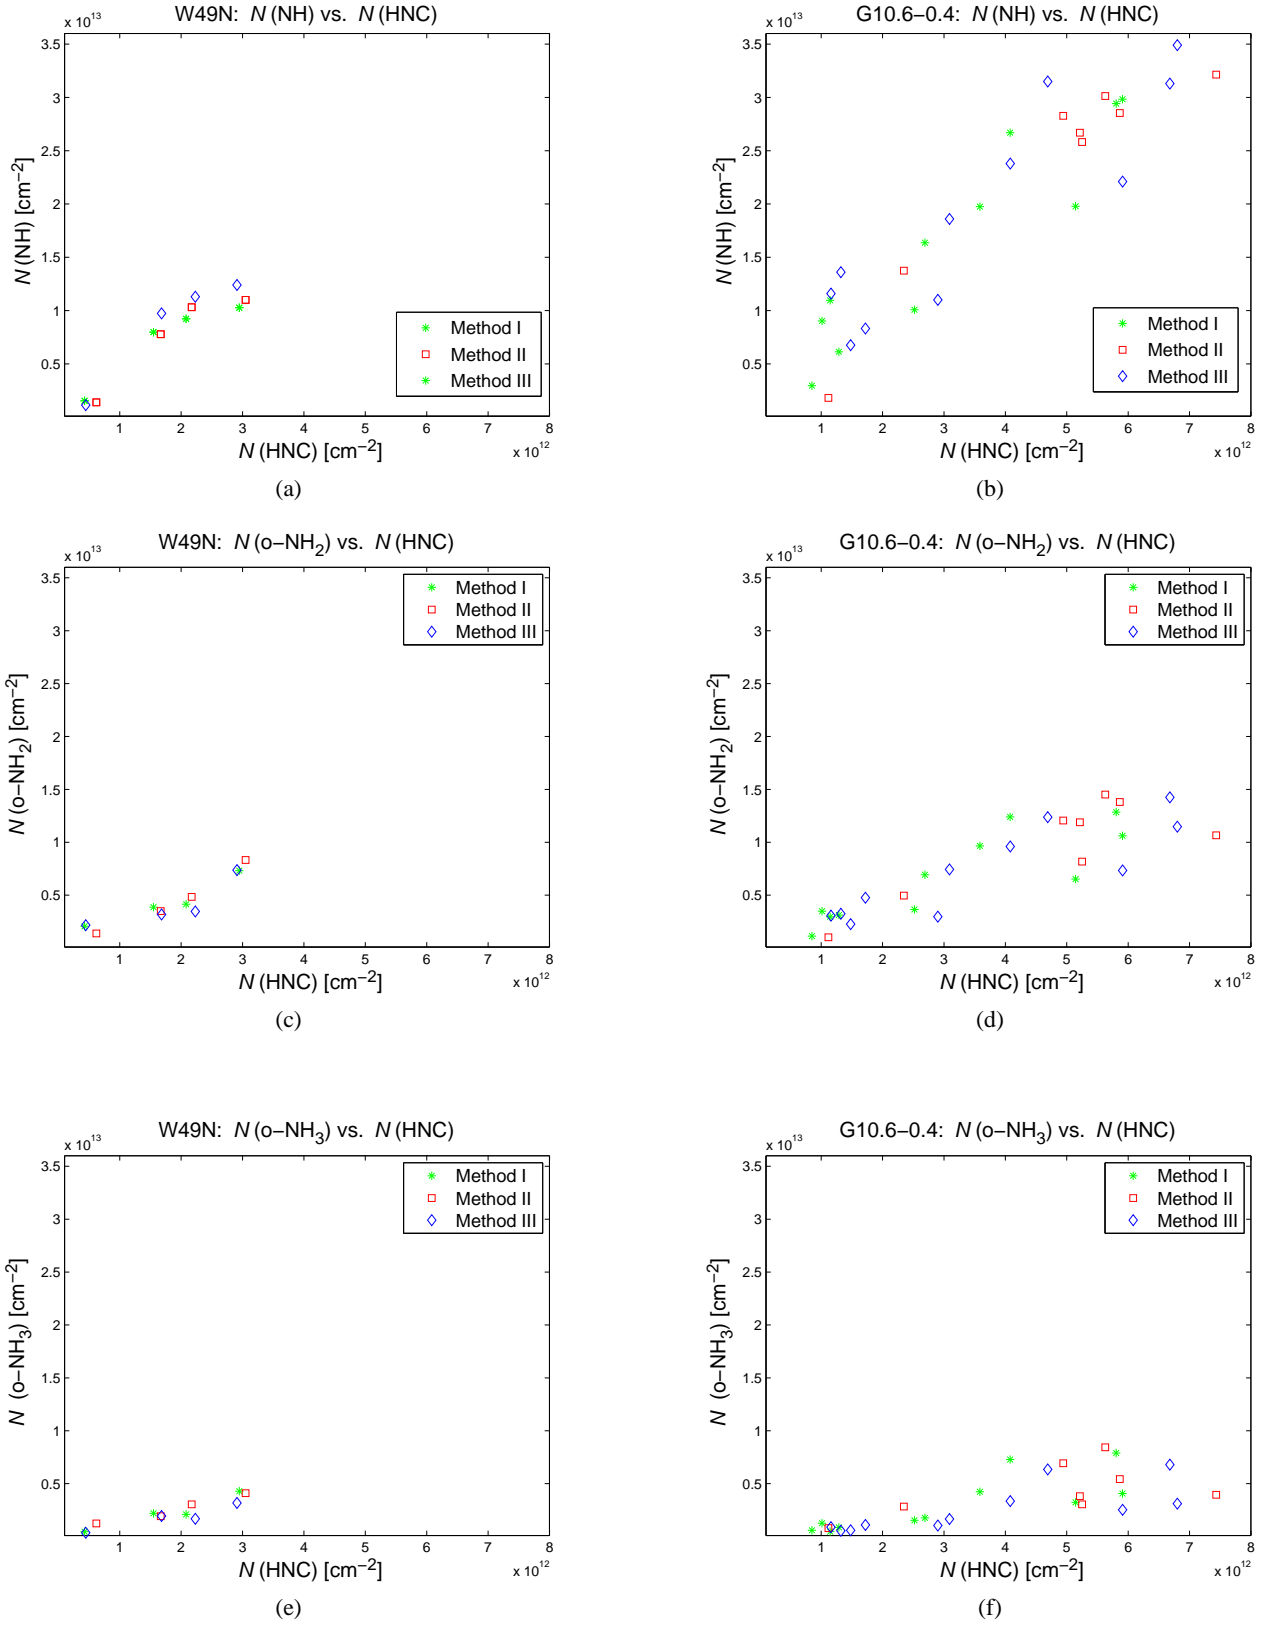 W49N: N(NH) vs. N(HNC)
x 10^13
3.5
3
2.5
2
1.5
1
0.5
N(NH) [cm−2]
Method I
Method II
Method III
1 2 3 4 5 6 7 8
N(HNC) [cm−2]
x 10^12
(a)
G10.6−0.4: N(NH) vs. N(HNC)
x 10^13
3.5
3
2.5
2
1.5
1
0.5
N(NH) [cm−2]
Method I
Method II
Method III
1 2 3 4 5 6 7 8
N(HNC) [cm−2]
x 10^12
(b)
W49N: N(o−NH2) vs. N(HNC)
x 10^13
3.5
3
2.5
2
1.5
1
0.5
N(o−NH2) [cm−2]
Method I
Method II
Method III
1 2 3 4 5 6 7 8
N(HNC) [cm−2]
x 10^12
(c)
G10.6−0.4: N(o−NH2) vs. N(HNC)
x 10^13
3.5
3
2.5
2
1.5
1
0.5
N(o−NH2) [cm−2]
Method I
Method II
Method III
1 2 3 4 5 6 7 8
N(HNC) [cm−2]
x 10^12
(d)
W49N: N(o−NH3) vs. N(HNC)
x 10^13
3.5
3
2.5
2
1.5
1
0.5
N (o−NH3) [cm−2]
Method I
Method II
Method III
1 2 3 4 5 6 7 8
N(HNC) [cm−2]
x 10^12
(e)
G10.6−0.4: N(o−NH3) vs. N(HNC)
x 10^13
3.5
3
2.5
2
1.5
1
0.5
N (o−NH3) [cm−2]
Method I
Method II
Method III
1 2 3 4 5 6 7 8
N(HNC) [cm−2]
x 10^12
(f)